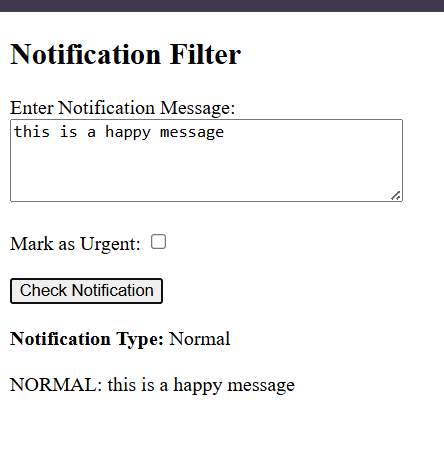 Notification Filter
Enter Notification Message:
this is a happy message
Mark as Urgent:
Check Notification
Notification Type: Normal
NORMAL: this is a happy message